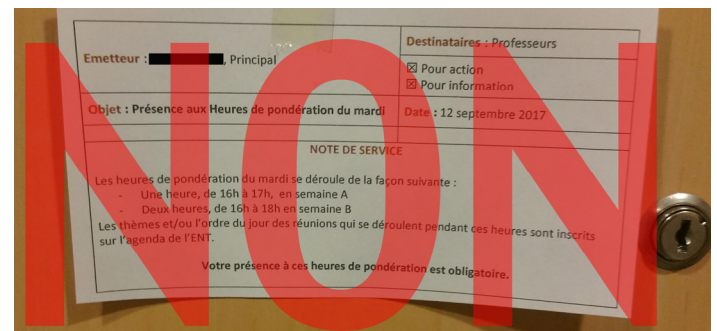 Emetteur : , Principal
Destinataires : Professeurs
☒ Pour action
☒ Pour information
Objet : Présence aux Heures de pondération du mardi
Date : 12 septembre 2017
NOTE DE SERVICE
Les heures de pondération du mardi se déroule de la façon suivante :
- Une heure, de 16h à 17h, en semaine A
- Deux heures, de 16h à 18h en semaine B
Les thèmes et/ou l'ordre du jour des réunions qui se déroulent pendant ces heures sont inscrits
sur l'agenda de l'ENT.
Votre présence à ces heures de pondération est obligatoire.
NON